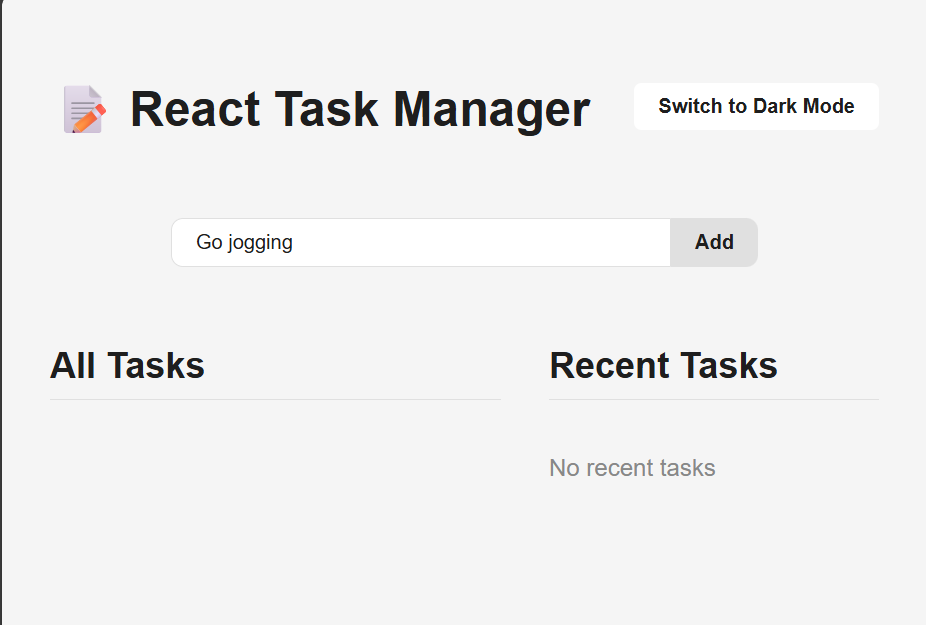 React Task Manager
Switch to Dark Mode
Go jogging
Add
All Tasks
Recent Tasks
No recent tasks